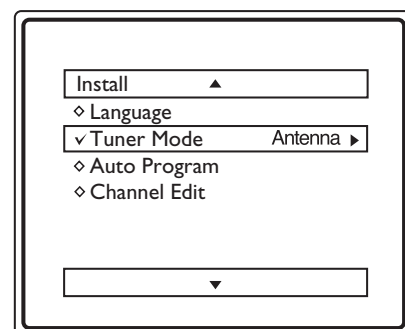 Install ▲
◇ Language
✓ Tuner Mode Antenna ▶
◇ Auto Program
◇ Channel Edit
▼